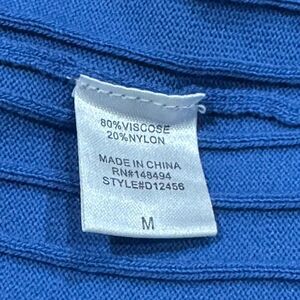 80%VISCOSE
20%NYLON
MADE IN CHINA
RN#148494
STYLE#D12456
M